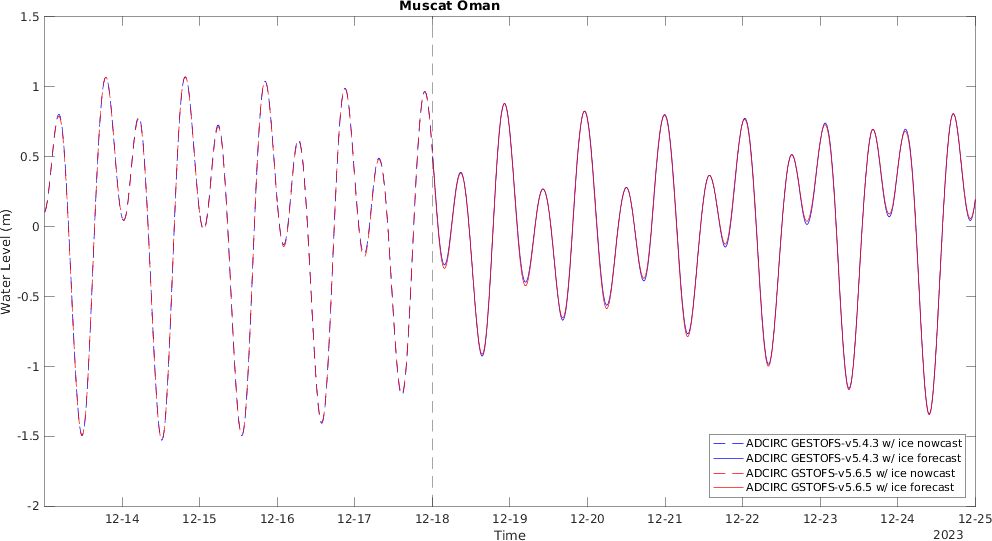 Muscat Oman
1.5
1
0.5
0
-0.5
-1
-1.5
-2
Water Level (m)
12-14 12-15 12-16 12-17 12-18 12-19 12-20 12-21 12-22 12-23 12-24 12-25
Time
2023
ADCIRC GESTOFS-v5.4.3 w/ ice nowcast
ADCIRC GESTOFS-v5.4.3 w/ ice forecast
ADCIRC GSTOFS-v5.6.5 w/ ice nowcast
ADCIRC GSTOFS-v5.6.5 w/ ice forecast